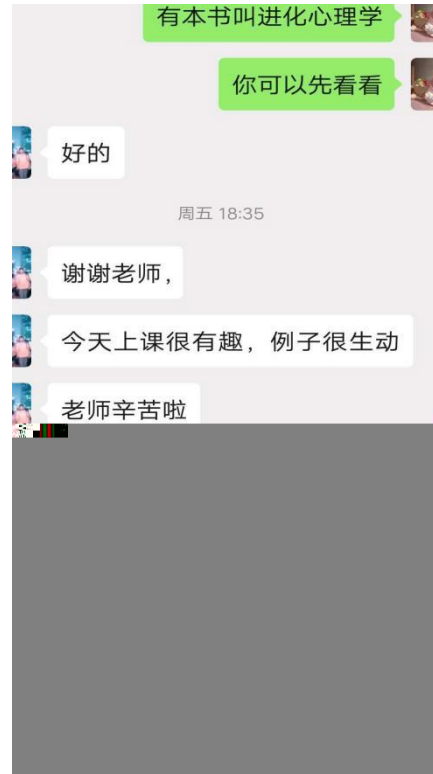 有本书叫进化心理学
你可以先看看
好的
周五 18:35
谢谢老师，
今天上课很有趣，例子很生动
老师辛苦啦